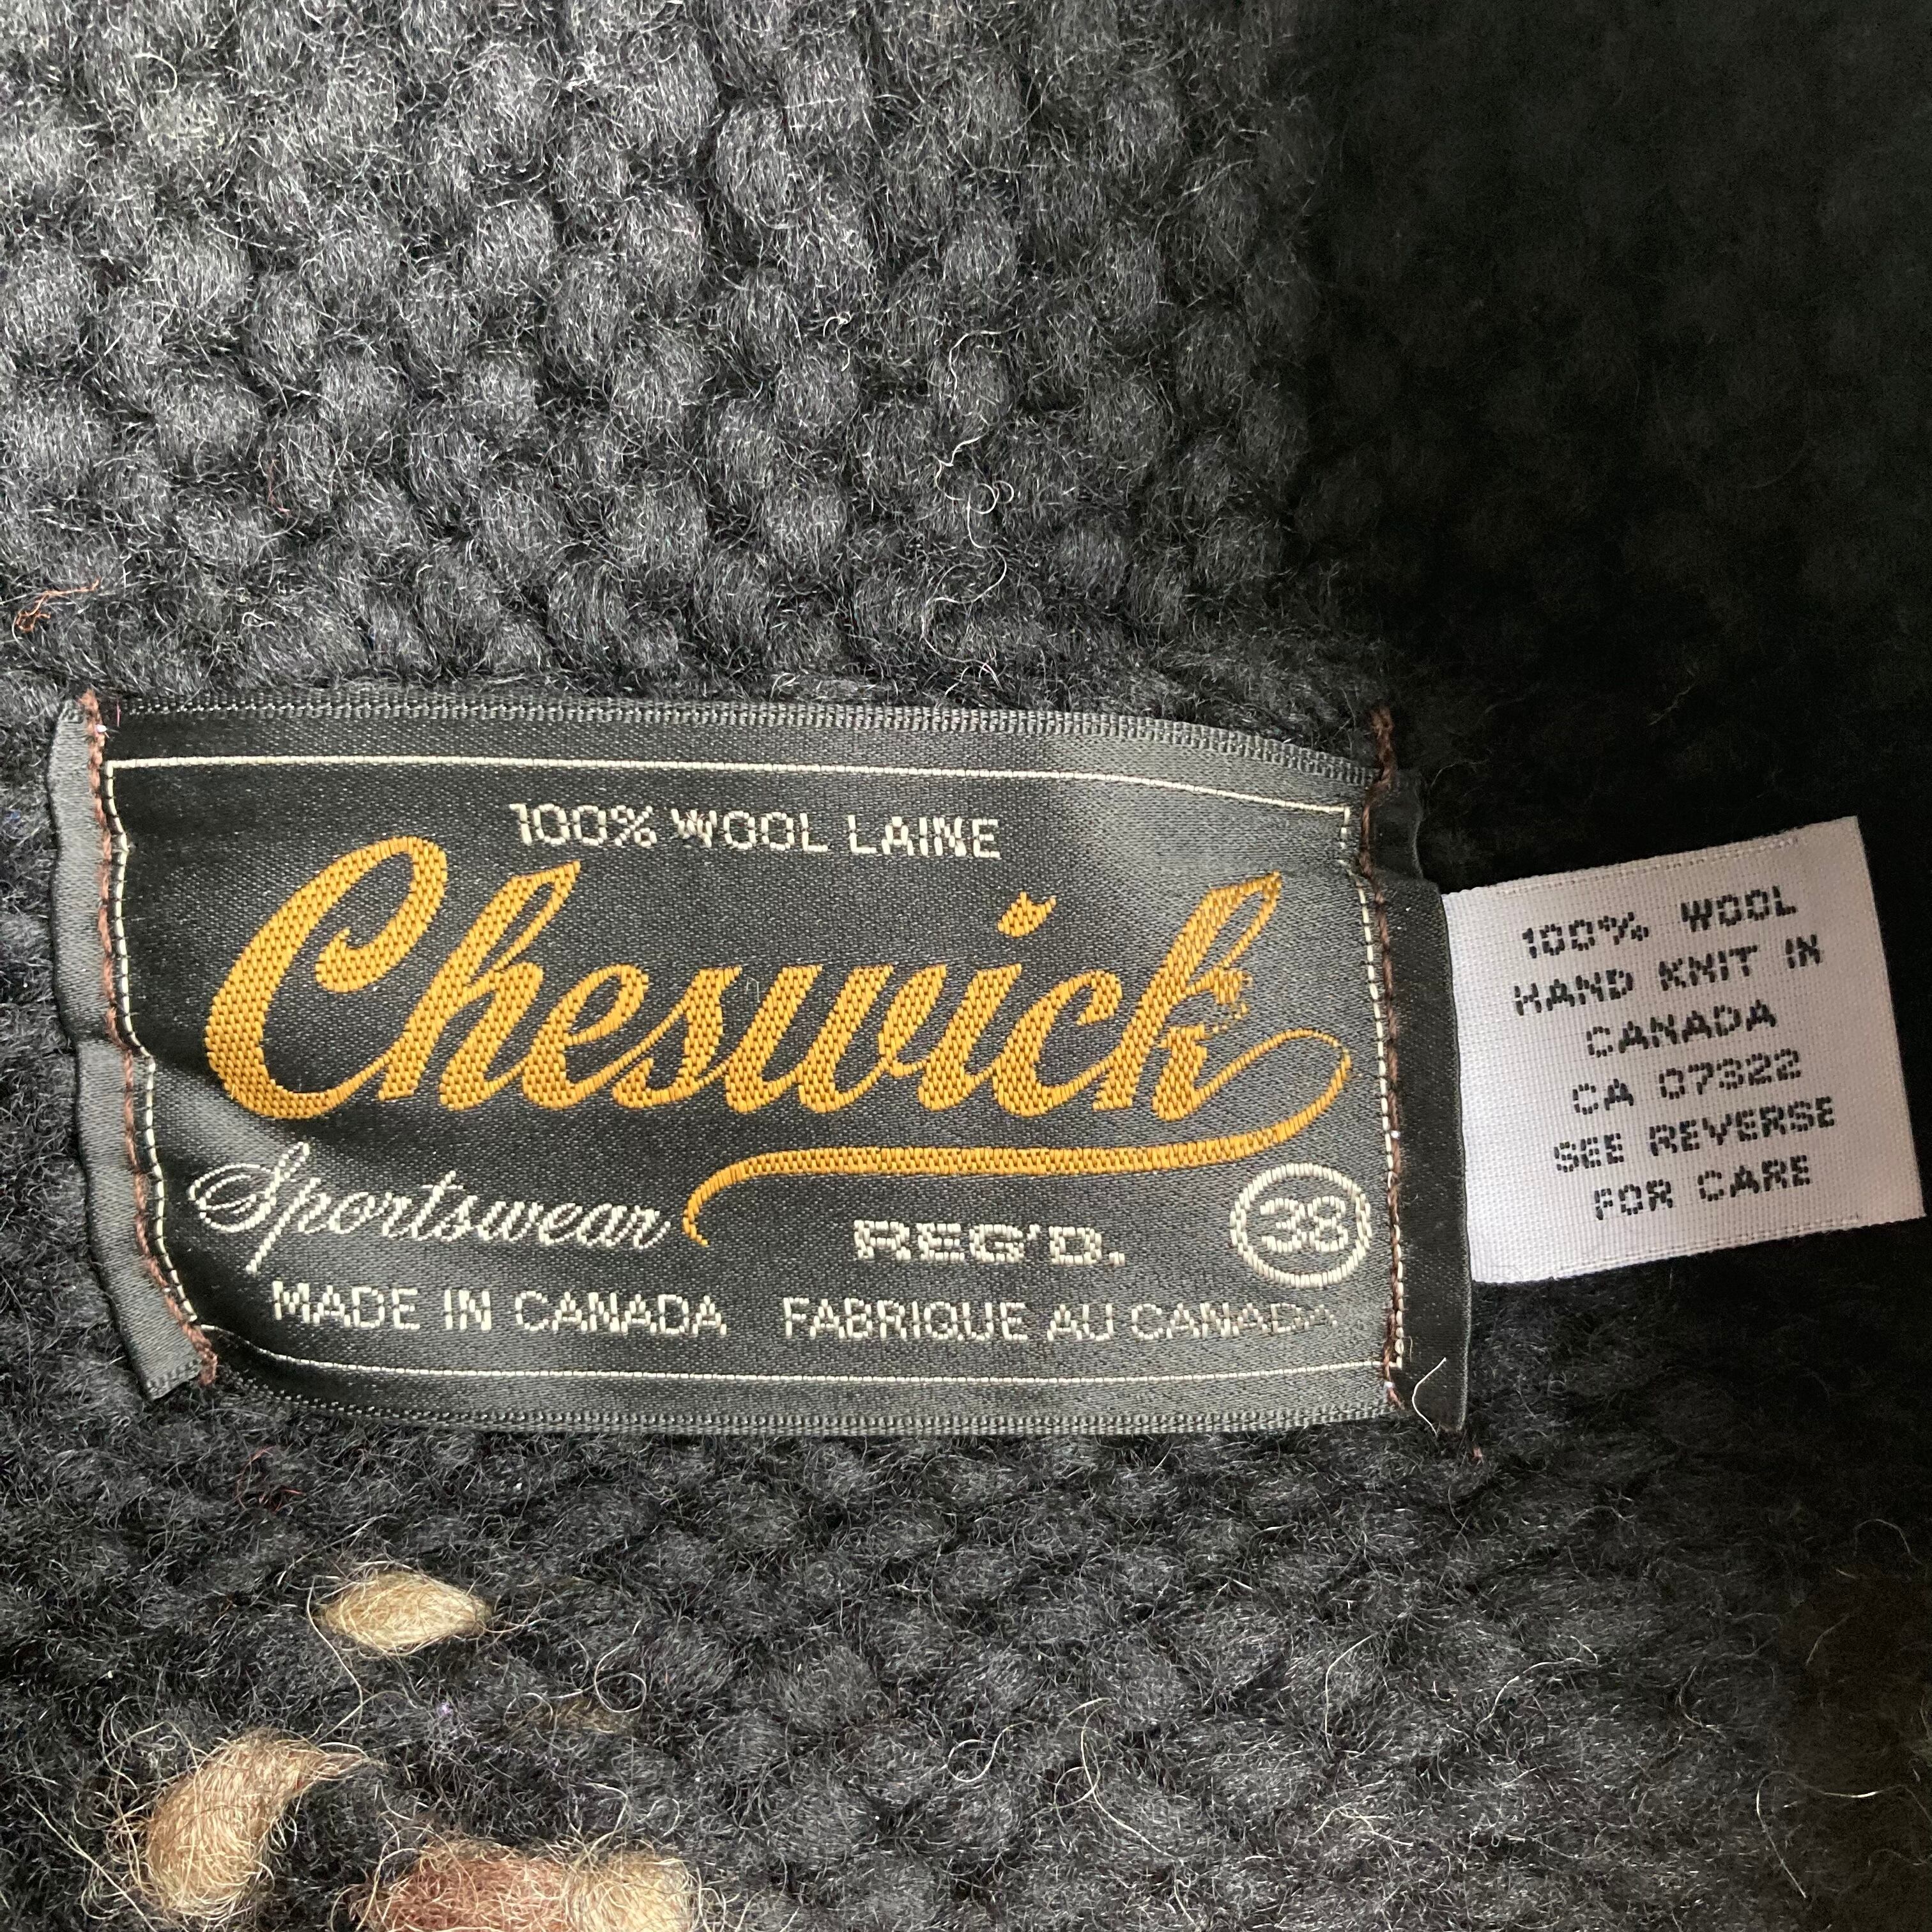 100% WOOL LAINE
Cheswick
Sportswear
REG'D.
38
MADE IN CANADA FABRIQUE AU CANADA
100% WOOL
HAND KNIT IN
CANADA
CA 07322
SEE REVERSE
FOR CARE